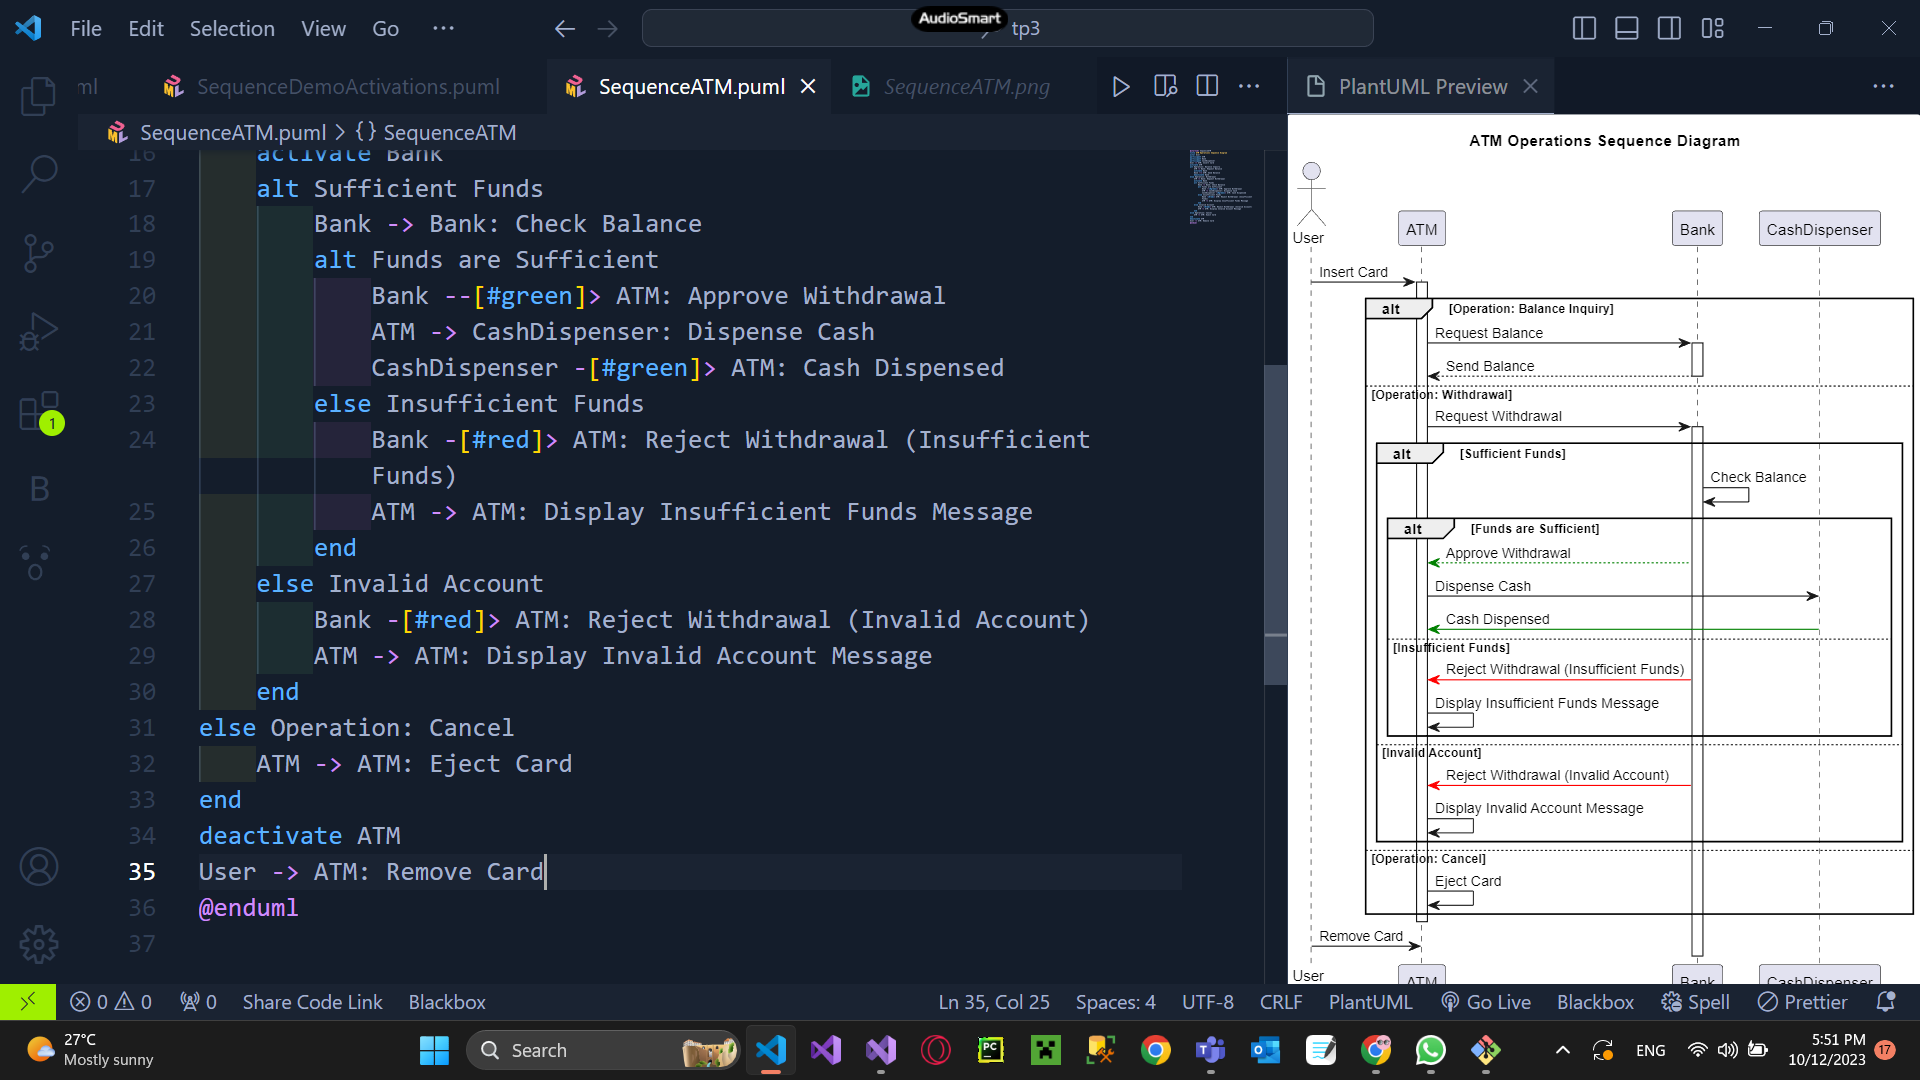 AudioSmart
File Edit Selection View Go ··· tp3
ml SequenceDemoActivations.puml SequenceATM.puml SequenceATM.png PlantUML Preview
SequenceATM.puml > {} SequenceATM
16 activate Bank
17 alt Sufficient Funds
18 Bank -> Bank: Check Balance
19 alt Funds are Sufficient
20 Bank --[#green]> ATM: Approve Withdrawal
21 ATM -> CashDispenser: Dispense Cash
22 CashDispenser -[#green]> ATM: Cash Dispensed
23 else Insufficient Funds
24 Bank -[#red]> ATM: Reject Withdrawal (Insufficient
Funds)
25 ATM -> ATM: Display Insufficient Funds Message
26 end
27 else Invalid Account
28 Bank -[#red]> ATM: Reject Withdrawal (Invalid Account)
29 ATM -> ATM: Display Invalid Account Message
30 end
31 else Operation: Cancel
32 ATM -> ATM: Eject Card
33 end
34 deactivate ATM
35 User -> ATM: Remove Card
36 @enduml
37
1
B
ATM Operations Sequence Diagram
User ATM Bank CashDispenser
Insert Card
alt [Operation: Balance Inquiry]
Request Balance
Send Balance
[Operation: Withdrawal]
Request Withdrawal
alt [Sufficient Funds]
Check Balance
alt [Funds are Sufficient]
Approve Withdrawal
Dispense Cash
Cash Dispensed
[Insufficient Funds]
Reject Withdrawal (Insufficient Funds)
Display Insufficient Funds Message
[Invalid Account]
Reject Withdrawal (Invalid Account)
Display Invalid Account Message
[Operation: Cancel]
Eject Card
Remove Card
User ATM Bank CashDispenser
0 0 0 Share Code Link Blackbox Ln 35, Col 25 Spaces: 4 UTF-8 CRLF PlantUML Go Live Blackbox Spell Prettier
27°C
Mostly sunny
Search
PC
ENG
5:51 PM
10/12/2023
17